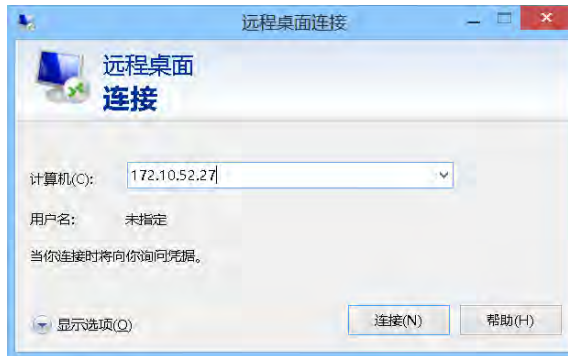 远程桌面连接
远程桌面
连接
计算机(C): 172.10.52.27
用户名: 未指定
当你连接时将向你询问凭据。
显示选项(O) 连接(N) 帮助(H)